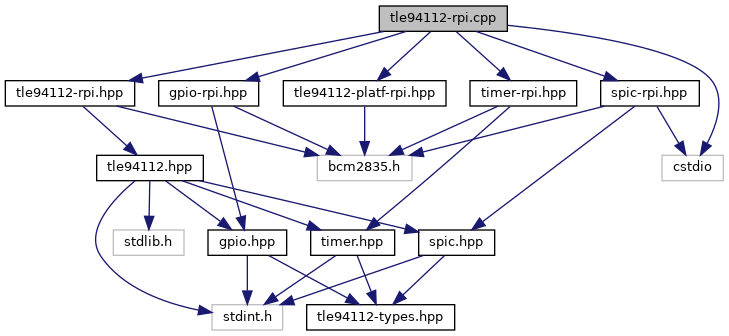 tle94112-rpi.cpp
tle94112-rpi.hpp
gpio-rpi.hpp
tle94112-platf-rpi.hpp
timer-rpi.hpp
spic-rpi.hpp
tle94112.hpp
bcm2835.h
cstdio
stdlib.h
gpio.hpp
timer.hpp
spic.hpp
stdint.h
tle94112-types.hpp